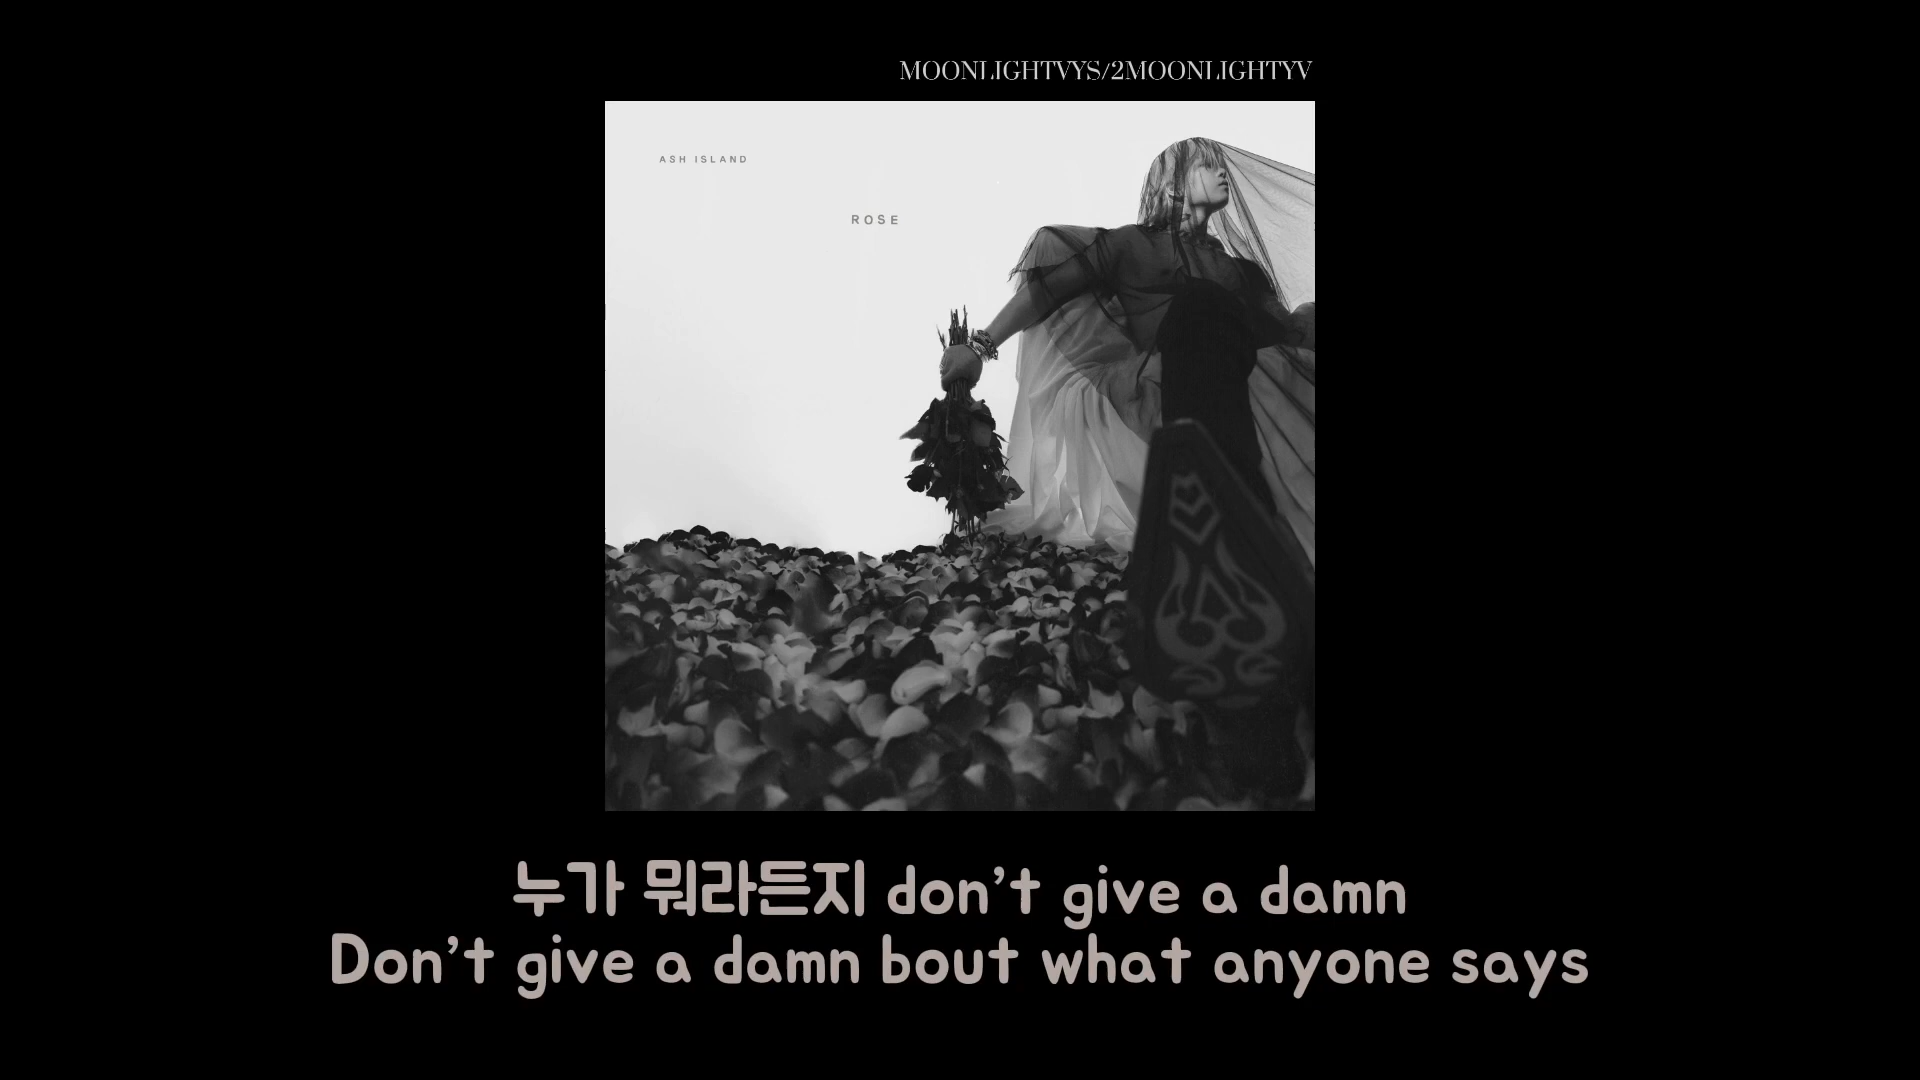 MOONLIGHTVYS/2MOONLIGHTYV
ASH ISLAND
ROSE
누가 뭐라든지 don't give a damn
Don't give a damn bout what anyone says